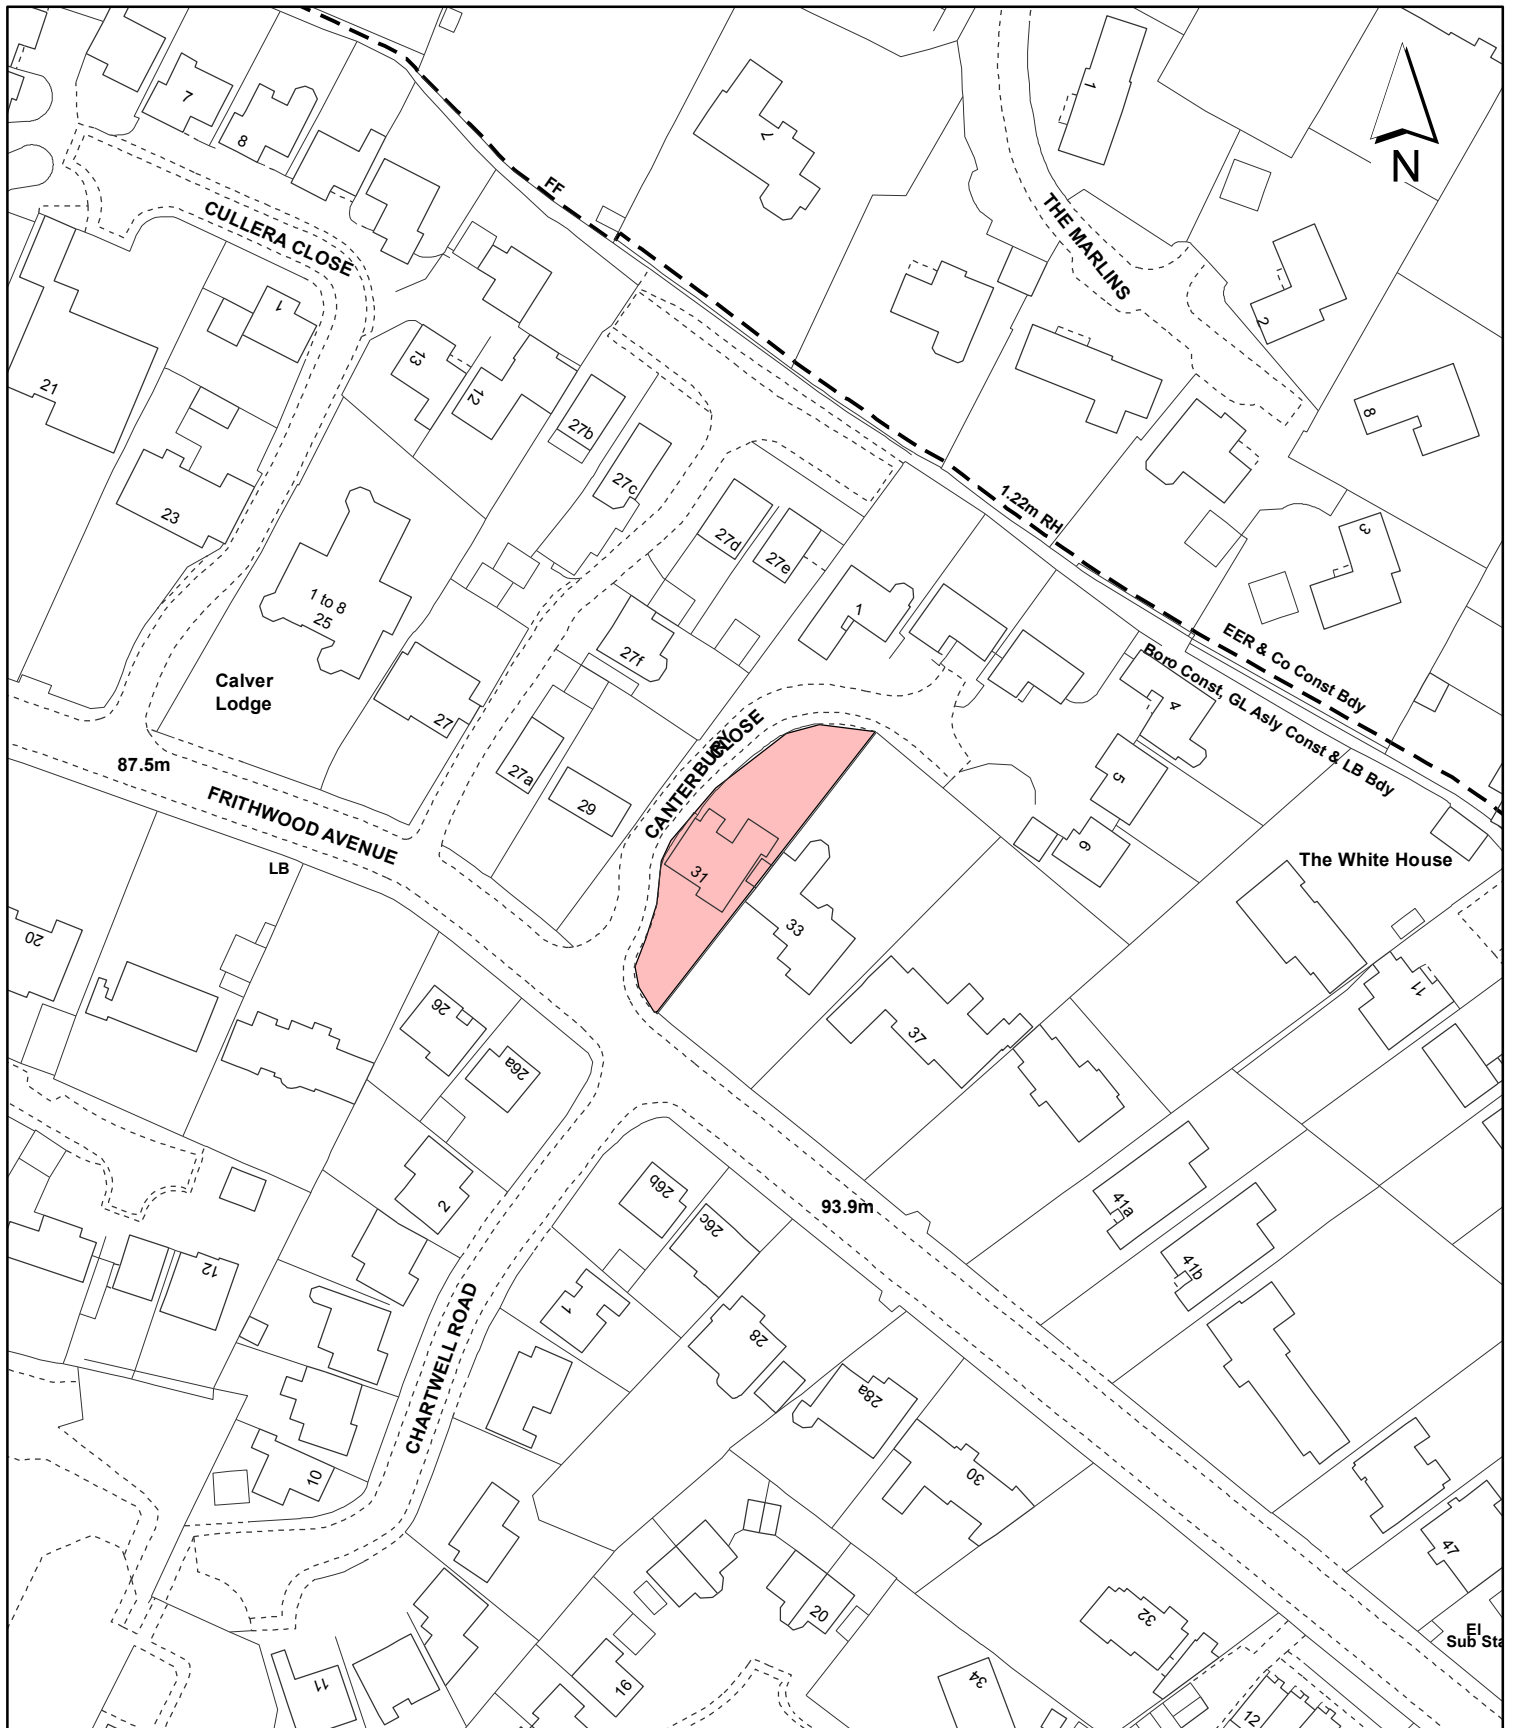 7
8
7
1
N
FF
CULLERA CLOSE
THE MARLINS
1
2
21
13
12
8
27b
27c
23
1.22m RH
3
27d
27e
1 to 8
25
1
27f
EER & Co Const Bdy
Boro Const, GL Asly Const & LB Bdy
Calver
Lodge
27
4
CANTERBURY CLOSE
87.5m
27a
29
5
FRITHWOOD AVENUE
6
The White House
LB
31
33
20
11
26
37
26a
2
26b
41a
93.9m
26c
41b
12
1
28
CHARTWELL ROAD
28a
30
10
47
20
32
El
Sub Sta
34
11
16
12